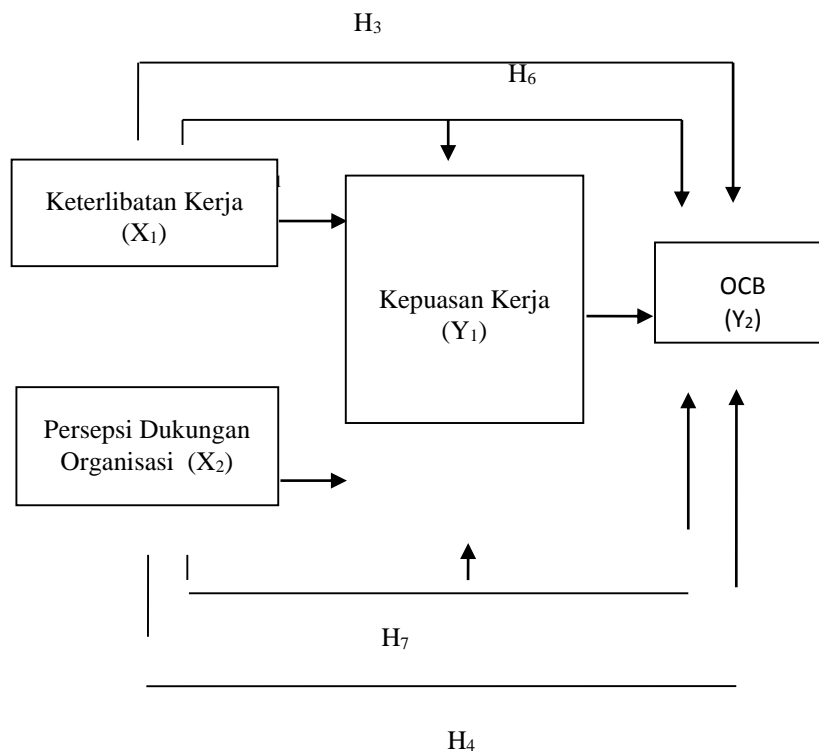 H₃
H₆
Keterlibatan Kerja
(X₁)
Kepuasan Kerja
(Y₁)
OCB
(Y₂)
Persepsi Dukungan
Organisasi (X₂)
H₇
H₄